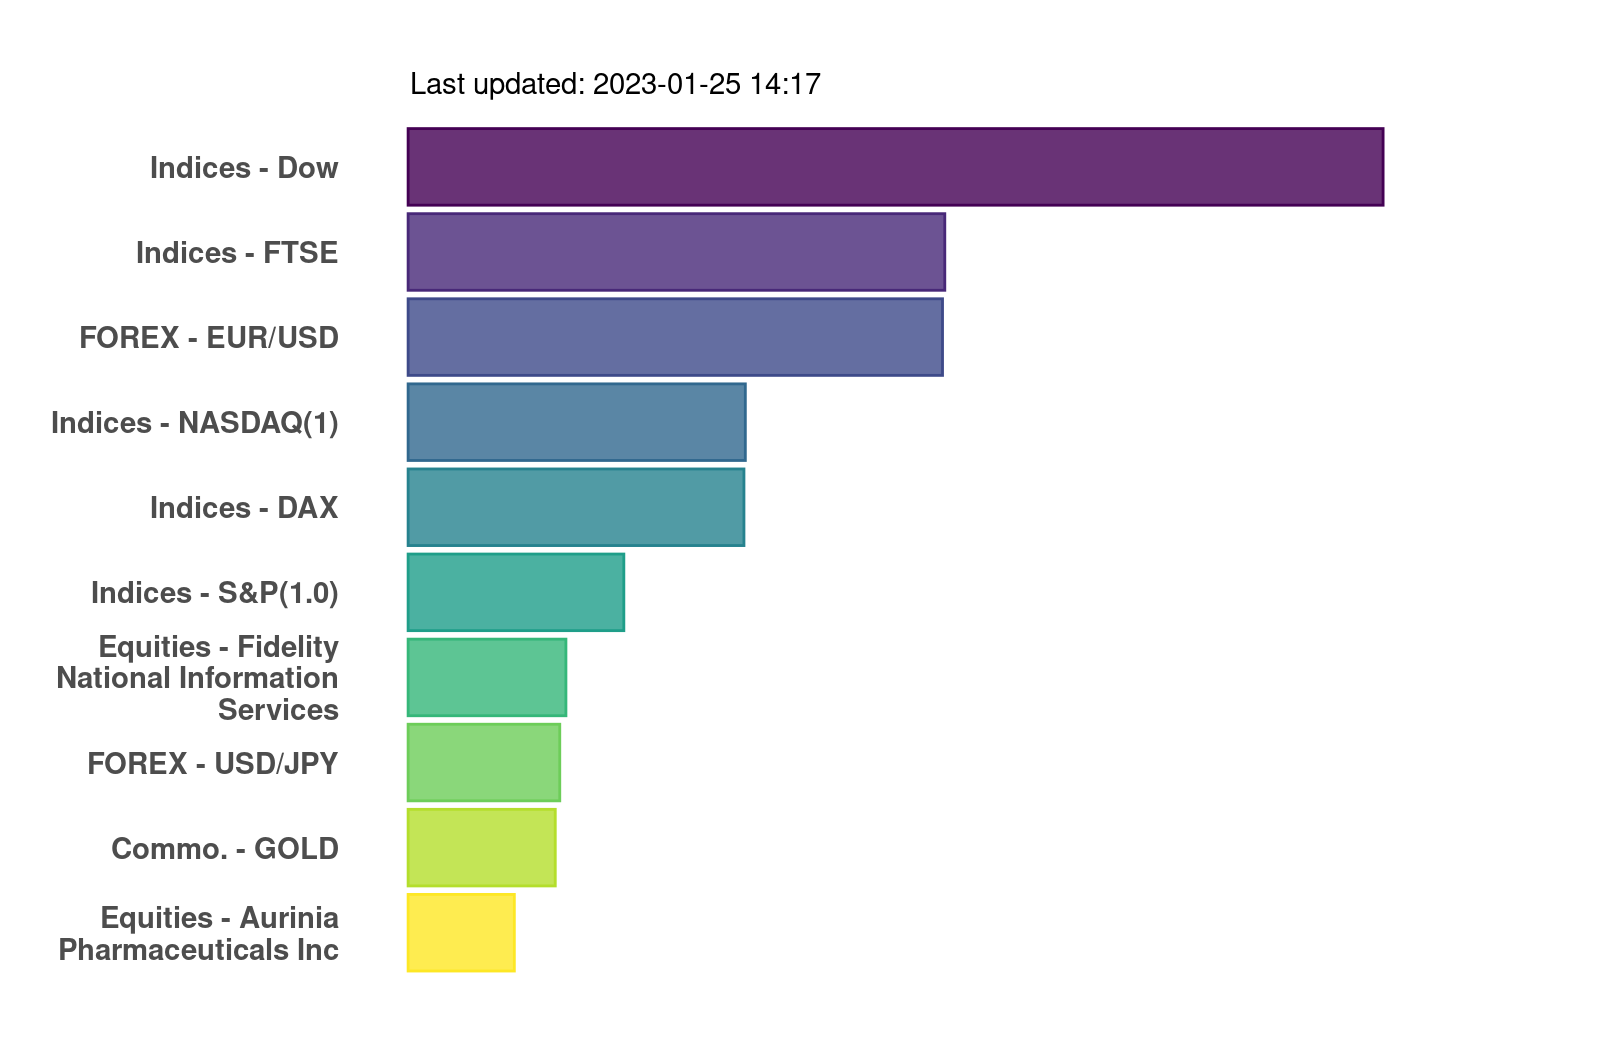 Last updated: 2023-01-25 14:17
Indices - Dow
Indices - FTSE
FOREX - EUR/USD
Indices - NASDAQ(1)
Indices - DAX
Indices - S&P(1.0)
Equities - Fidelity
National Information
Services
FOREX - USD/JPY
Commo. - GOLD
Equities - Aurinia
Pharmaceuticals Inc